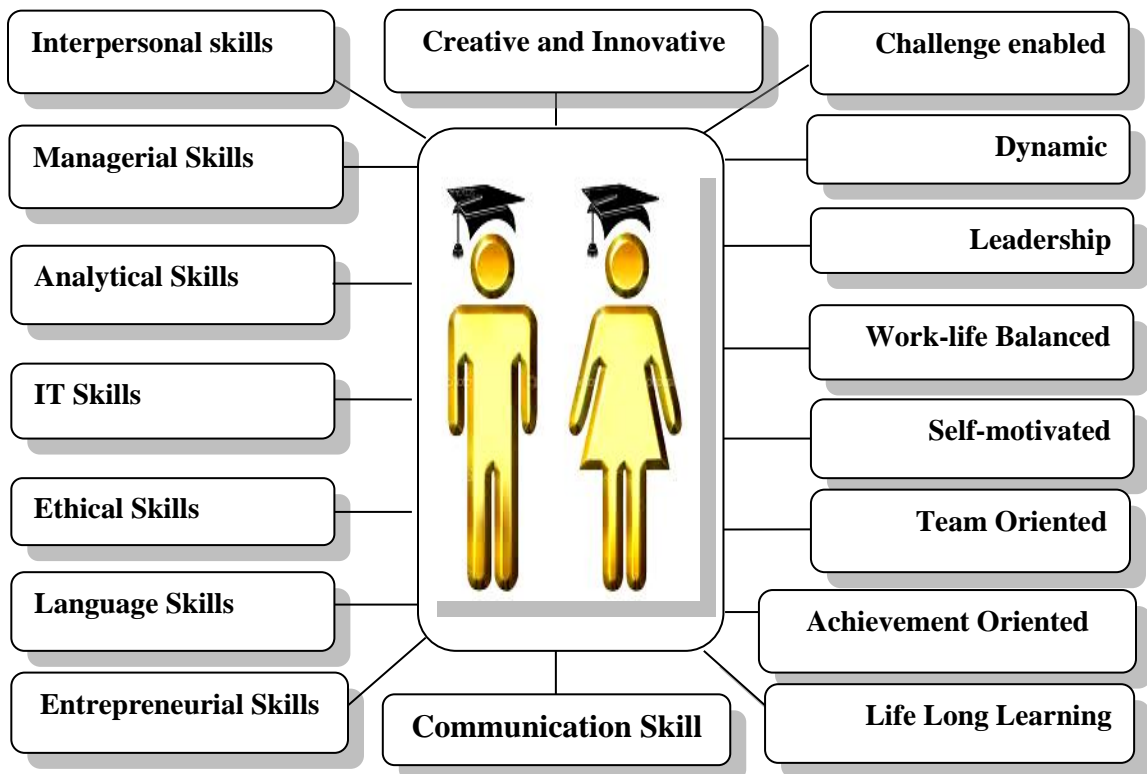 Interpersonal skills
Creative and Innovative
Challenge enabled
Managerial Skills
Dynamic
Leadership
Analytical Skills
Work-life Balanced
IT Skills
Self-motivated
Ethical Skills
Team Oriented
Language Skills
Achievement Oriented
Entrepreneurial Skills
Communication Skill
Life Long Learning